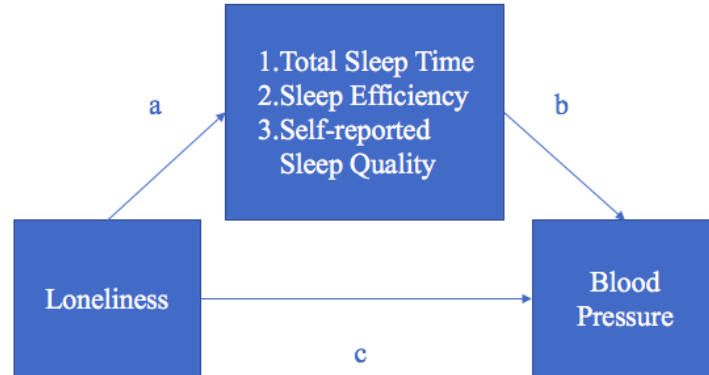 1.Total Sleep Time
2.Sleep Efficiency
3.Self-reported
Sleep Quality
a
b
Loneliness
Blood
Pressure
c